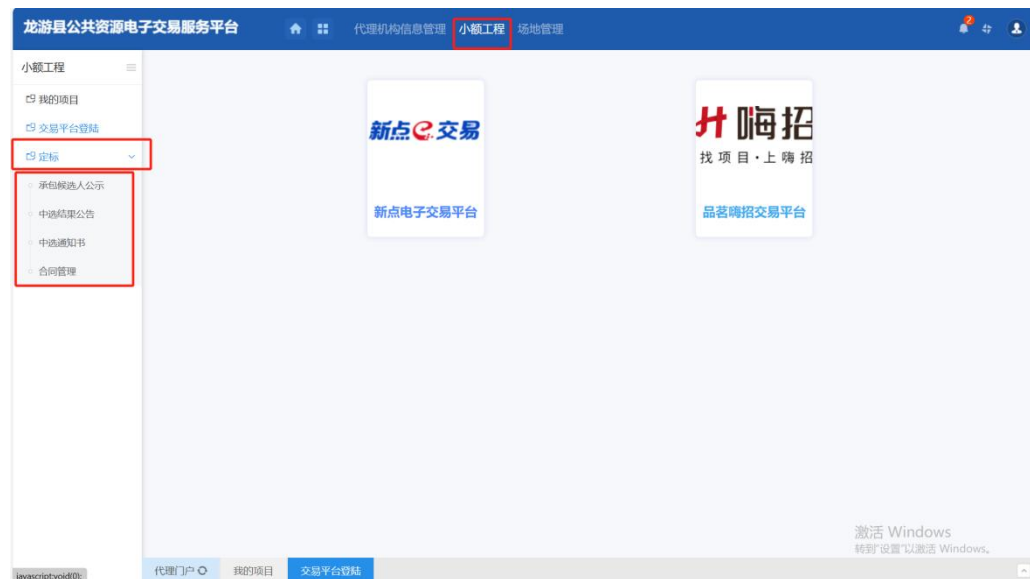 龙游县公共资源电子交易服务平台
代理机构信息管理 小额工程 场地管理
2
小额工程
我的项目
交易平台登陆
定标
承包候选人公示
中选结果公告
中选通知书
合同管理
新点e交易
新点电子交易平台
嗨招
找项目·上嗨招
品茗嗨招交易平台
激活 Windows
转到"设置"以激活 Windows。
代理门户 我的项目 交易平台登陆
javascript:void(0);